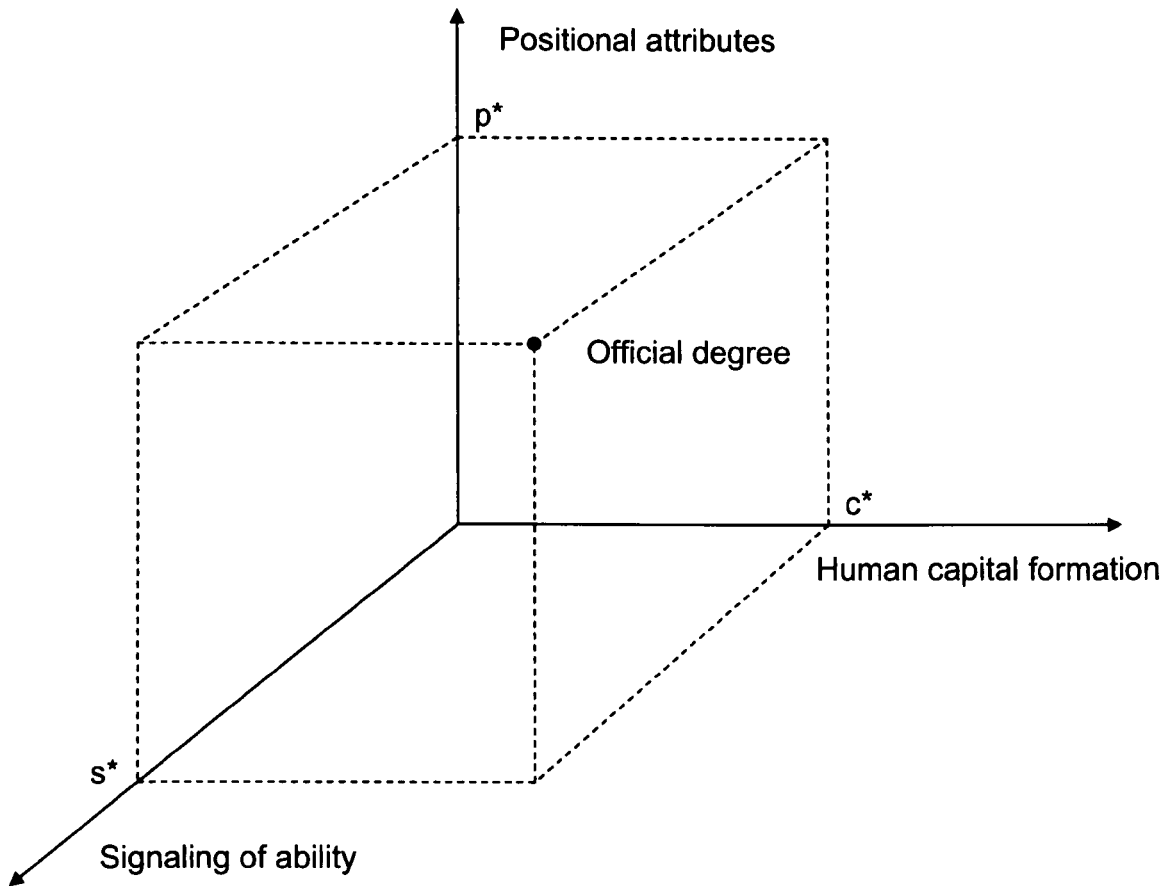 Positional attributes
p*
Official degree
c*
Human capital formation
s*
Signaling of ability